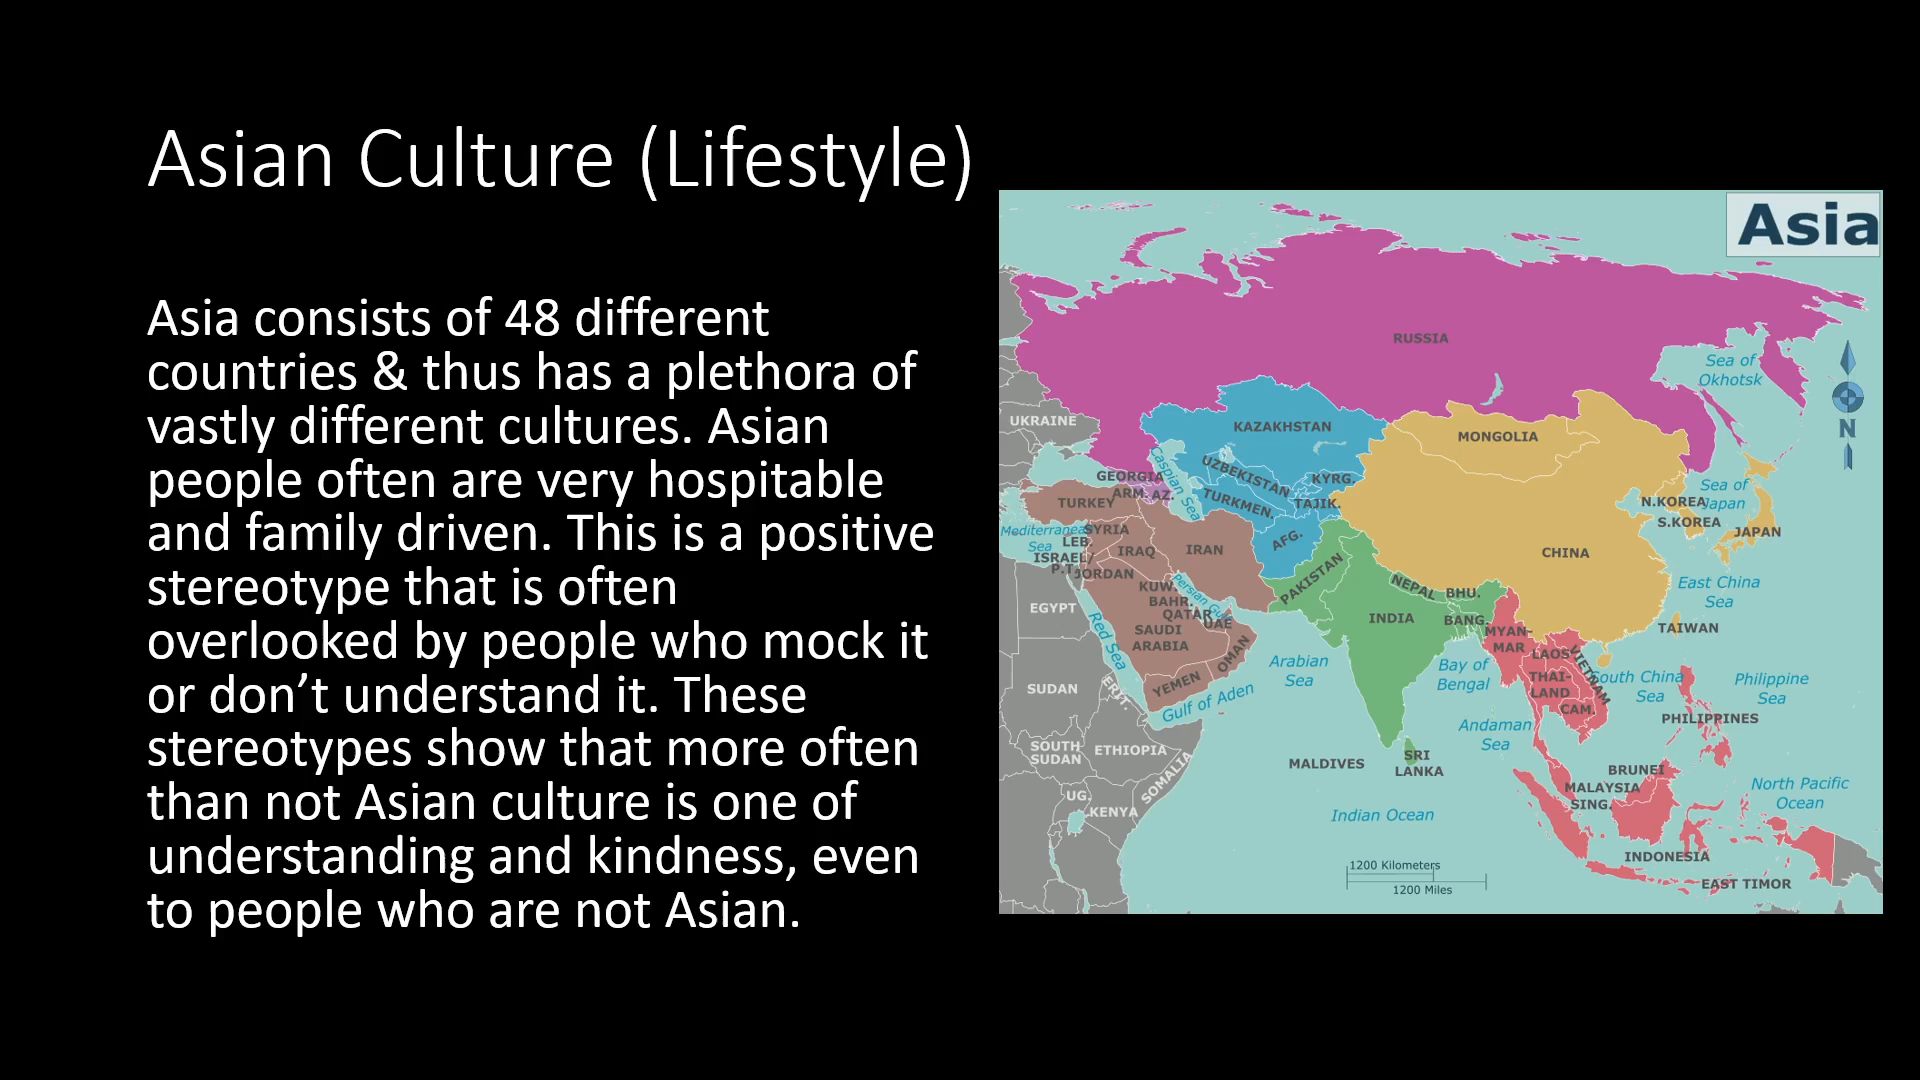 Asian Culture (Lifestyle)
Asia consists of 48 different
countries & thus has a plethora of
vastly different cultures. Asian
people often are very hospitable
and family driven. This is a positive
stereotype that is often
overlooked by people who mock it
or don’t understand it. These
stereotypes show that more often
than not Asian culture is one of
understanding and kindness, even
to people who are not Asian.
Asia
RUSSIA
Sea of
Okhotsk
N
UKRAINE
KAZAKHSTAN
MONGOLIA
GEORGIA
ARM.
AZ.
Caspian Sea
UZBEKISTAN
KYRG.
TURKMEN.
TAJIK.
TURKEY
N.KOREA
Sea of
Japan
S.KOREA
JAPAN
Mediterranean
Sea
SYRIA
LEB.
ISRAEL/
P.T.
JORDAN
IRAQ
IRAN
AFG.
CHINA
PAKISTAN
NEPAL
BHU.
East China
Sea
EGYPT
KUW.
BAHR.
QATAR
UAE
Persian Gulf
SAUDI
ARABIA
OMAN
YEMEN
Red Sea
Gulf of Aden
INDIA
BANG.
MYAN-
MAR
LAOS
VIETNAM
TAIWAN
THAI-
LAND
CAM.
South China
Sea
Philippine
Sea
Arabian
Sea
Bay of
Bengal
Andaman
Sea
PHILIPPINES
SUDAN
ERIT.
SOUTH
SUDAN
ETHIOPIA
SOMALIA
UG.
KENYA
MALDIVES
SRI
LANKA
BRUNEI
MALAYSIA
SING.
North Pacific
Ocean
Indian Ocean
INDONESIA
EAST TIMOR
1200 Kilometers
1200 Miles